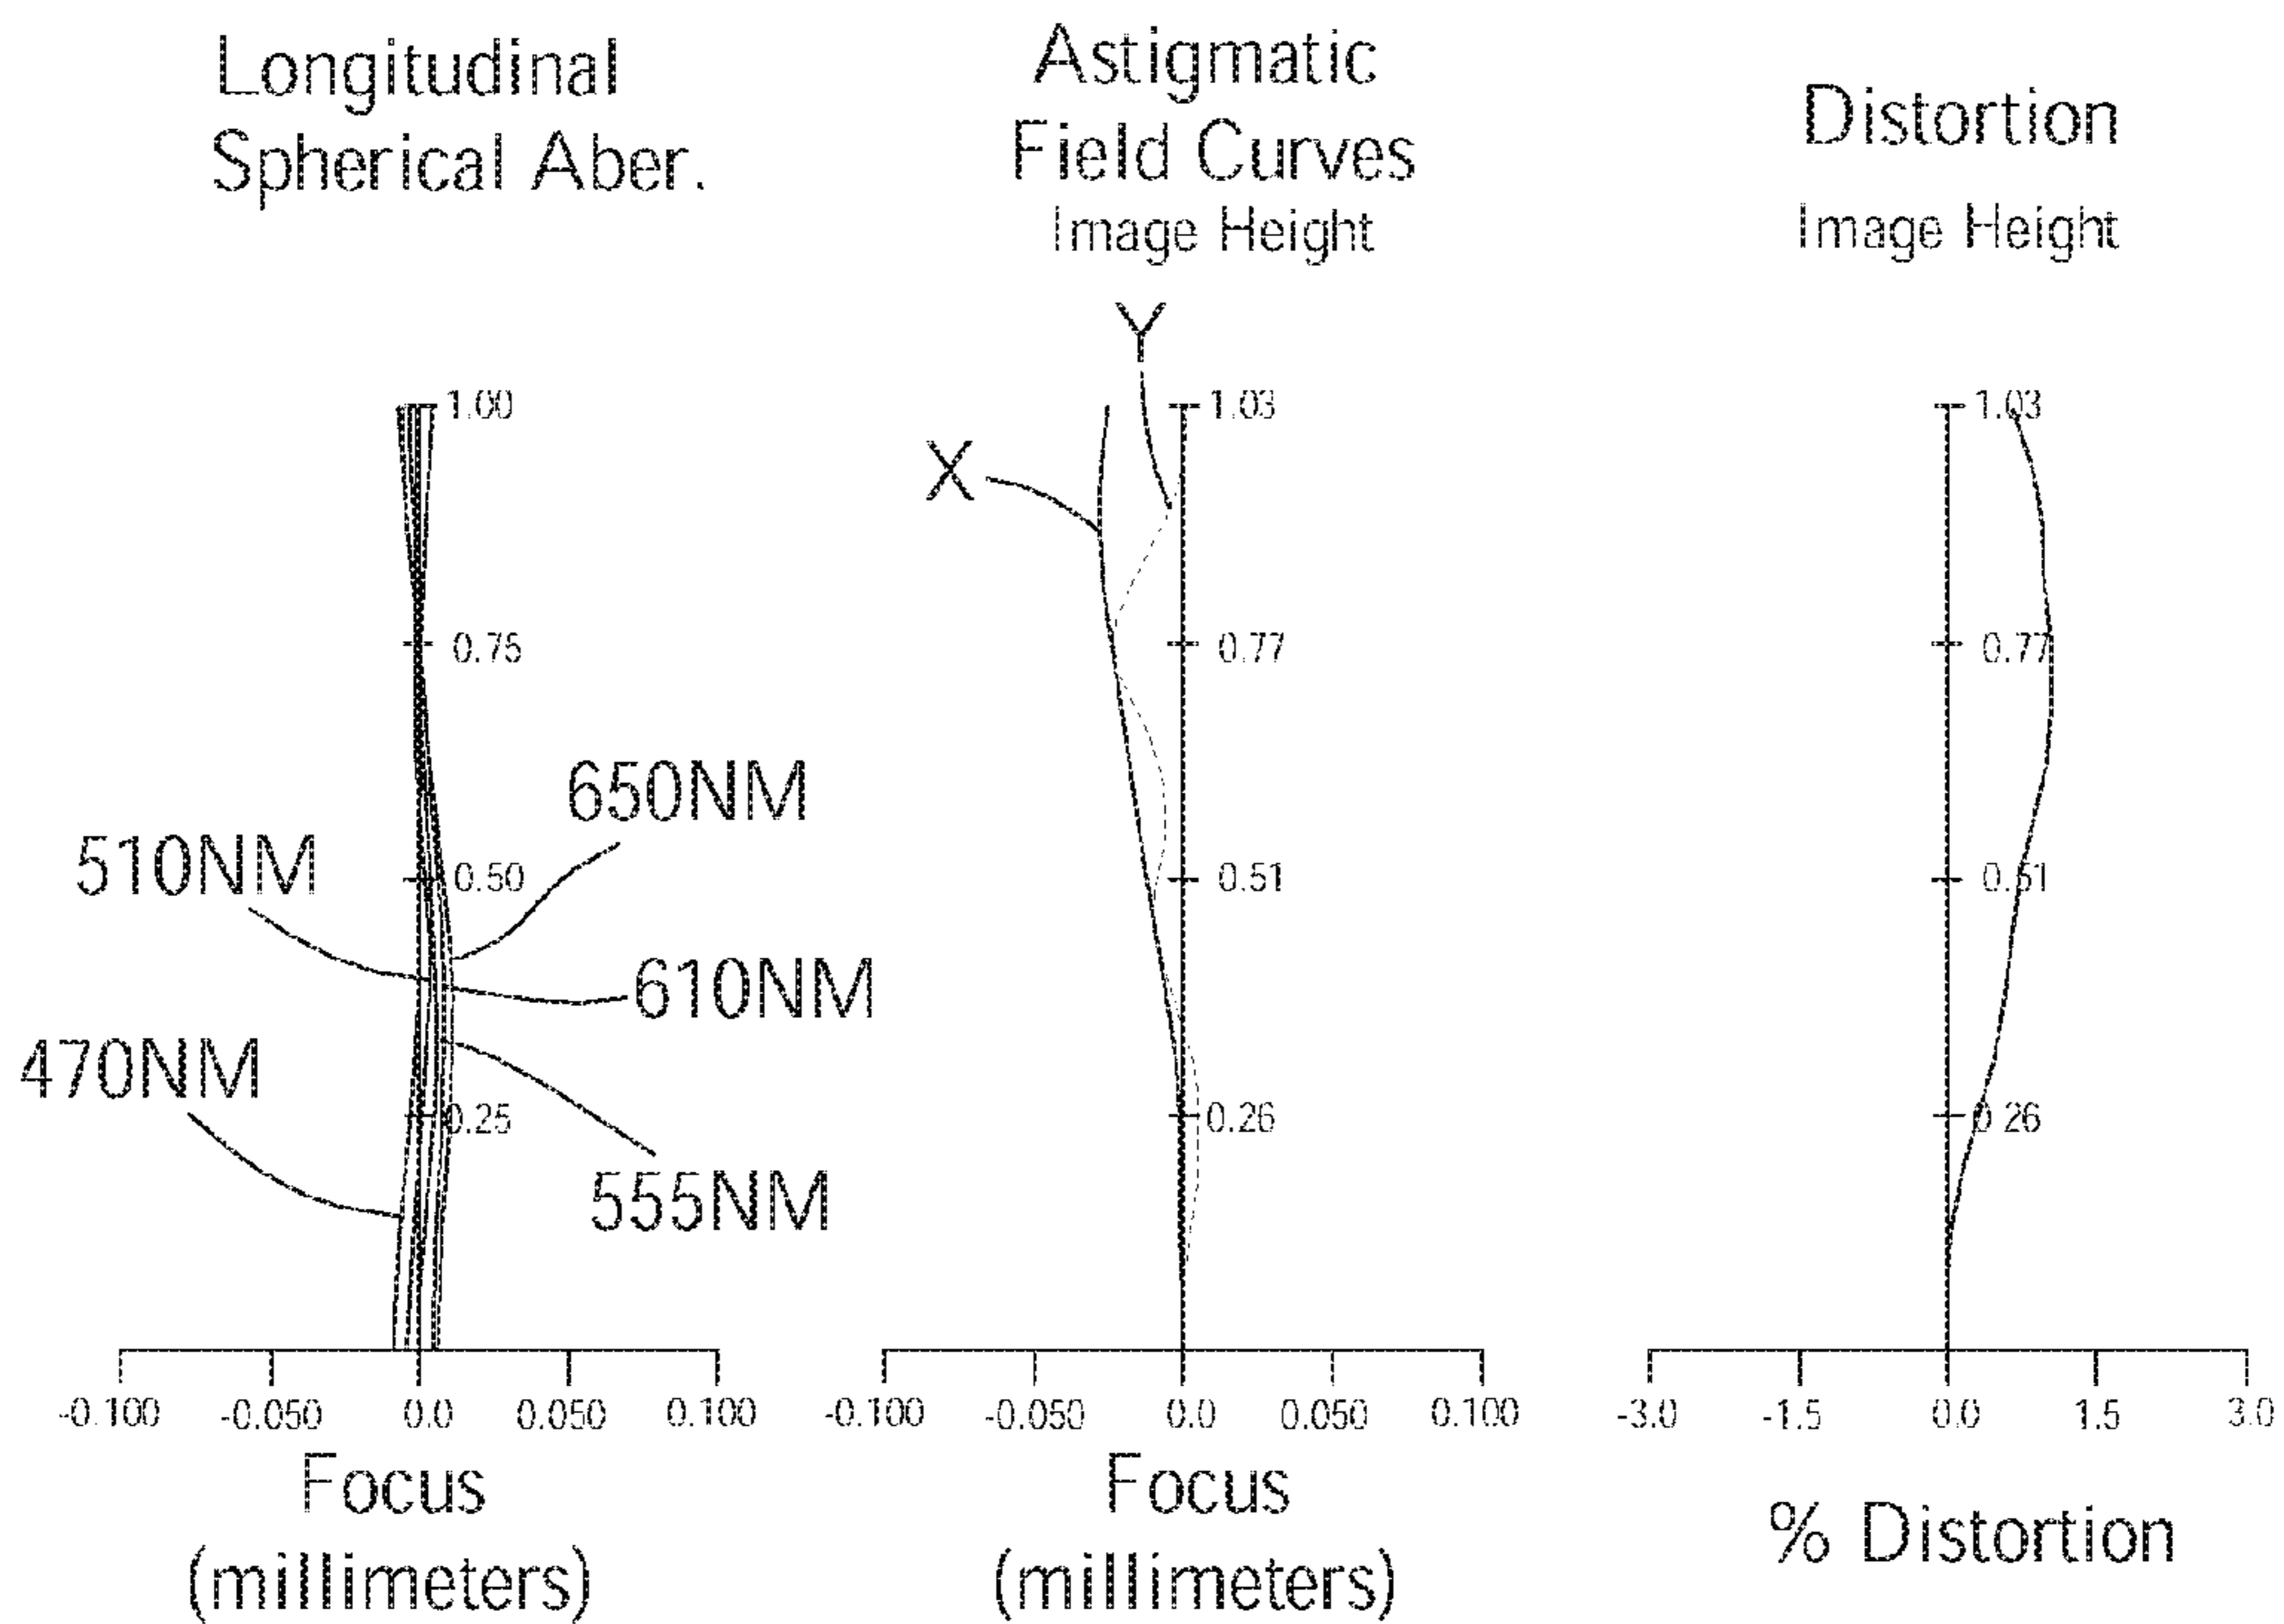 Longitudinal
Spherical Aber.
1.00
0.75
0.50
0.25
650NM
510NM
610NM
470NM
555NM
-0.100 -0.050 0.0 0.050 0.100
Focus
(millimeters)
Astigmatic
Field Curves
Image Height
Y
X
1.03
0.77
0.51
0.26
-0.100 -0.050 0.0 0.050 0.100
Focus
(millimeters)
Distortion
Image Height
1.03
0.77
0.51
0.26
-3.0 -1.5 0.0 1.5 3.0
% Distortion